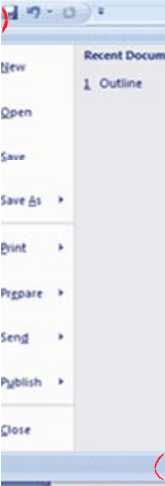 Recent Docum
New
1 Outline
Open
Save
Save As
Print
Prepare
Send
Publish
Close